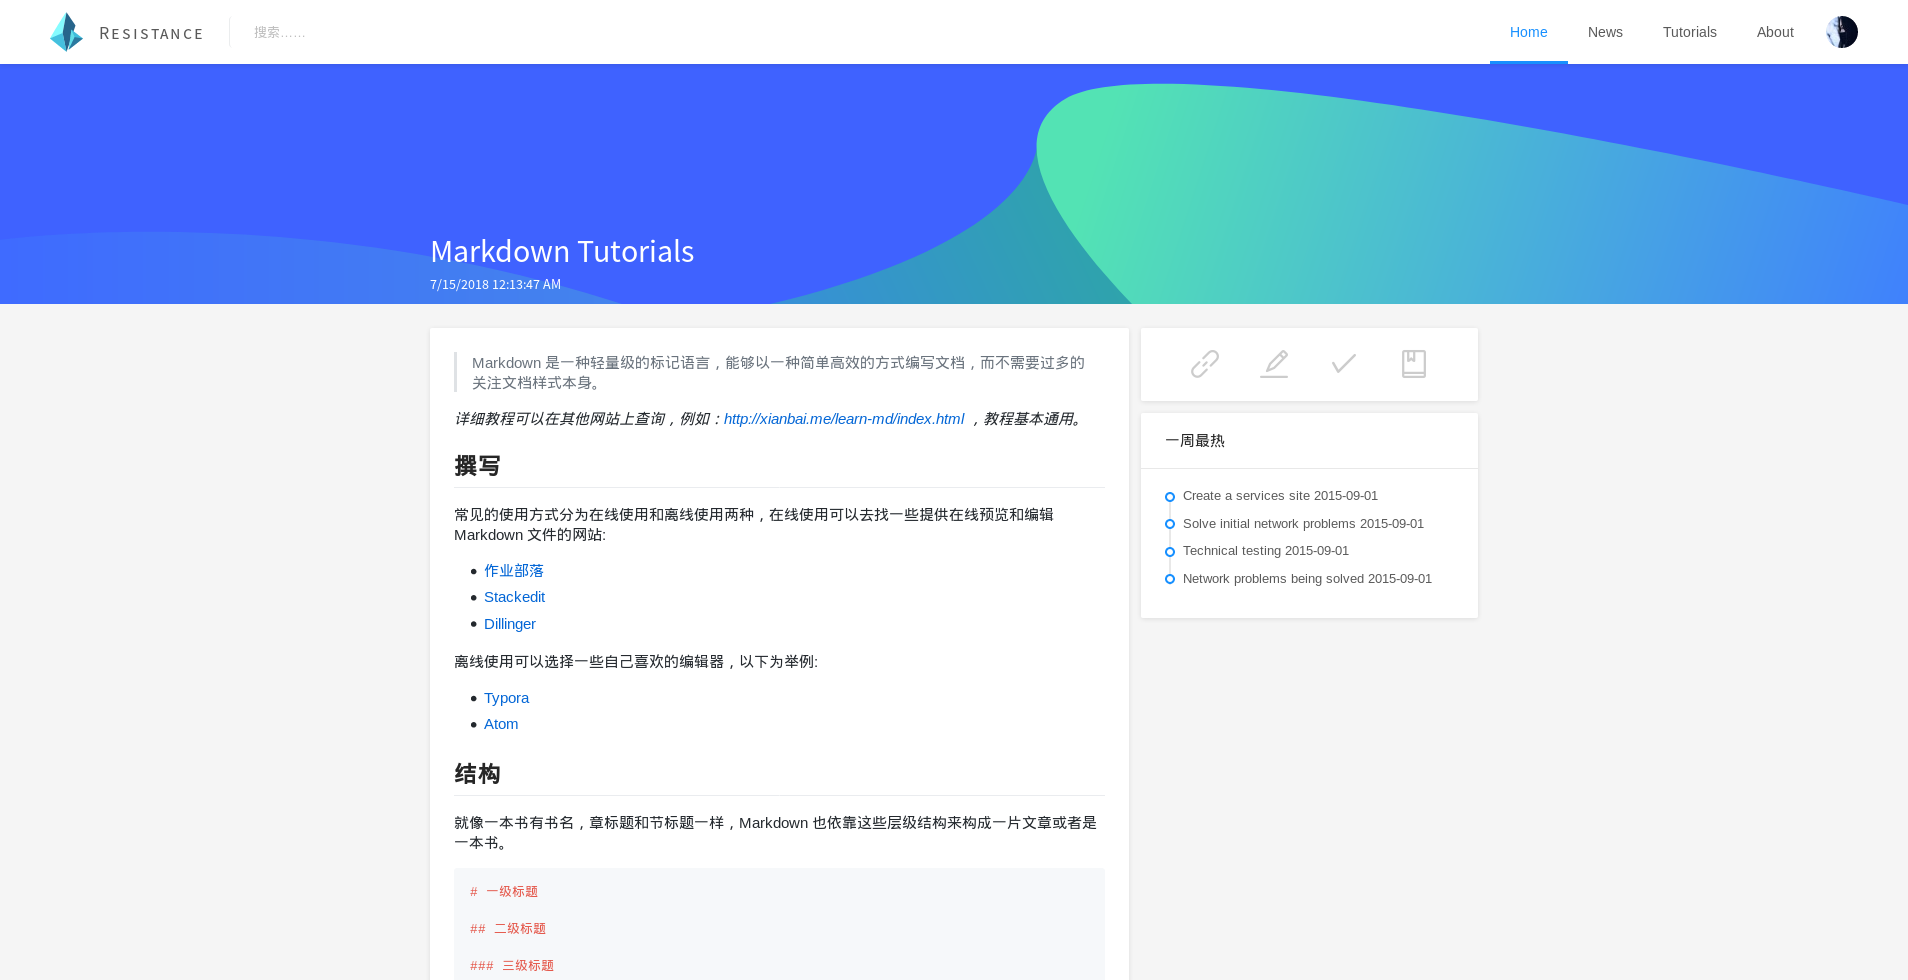 RESISTANCE
搜索……
Home
News
Tutorials
About
Markdown Tutorials
7/15/2018 12:13:47 AM
Markdown 是一种轻量级的标记语言，能够以一种简单高效的方式编写文档，而不需要过多的
关注文档样式本身。
详细教程可以在其他网站上查询，例如：http://xianbai.me/learn-md/index.html ，教程基本通用。
撰写
常见的使用方式分为在线使用和离线使用两种，在线使用可以去找一些提供在线预览和编辑
Markdown 文件的网站:
作业部落
Stackedit
Dillinger
离线使用可以选择一些自己喜欢的编辑器，以下为举例:
Typora
Atom
结构
就像一本书有书名，章标题和节标题一样，Markdown 也依靠这些层级结构来构成一片文章或者是
一本书。
# 一级标题
## 二级标题
### 三级标题
一周最热
Create a services site 2015-09-01
Solve initial network problems 2015-09-01
Technical testing 2015-09-01
Network problems being solved 2015-09-01